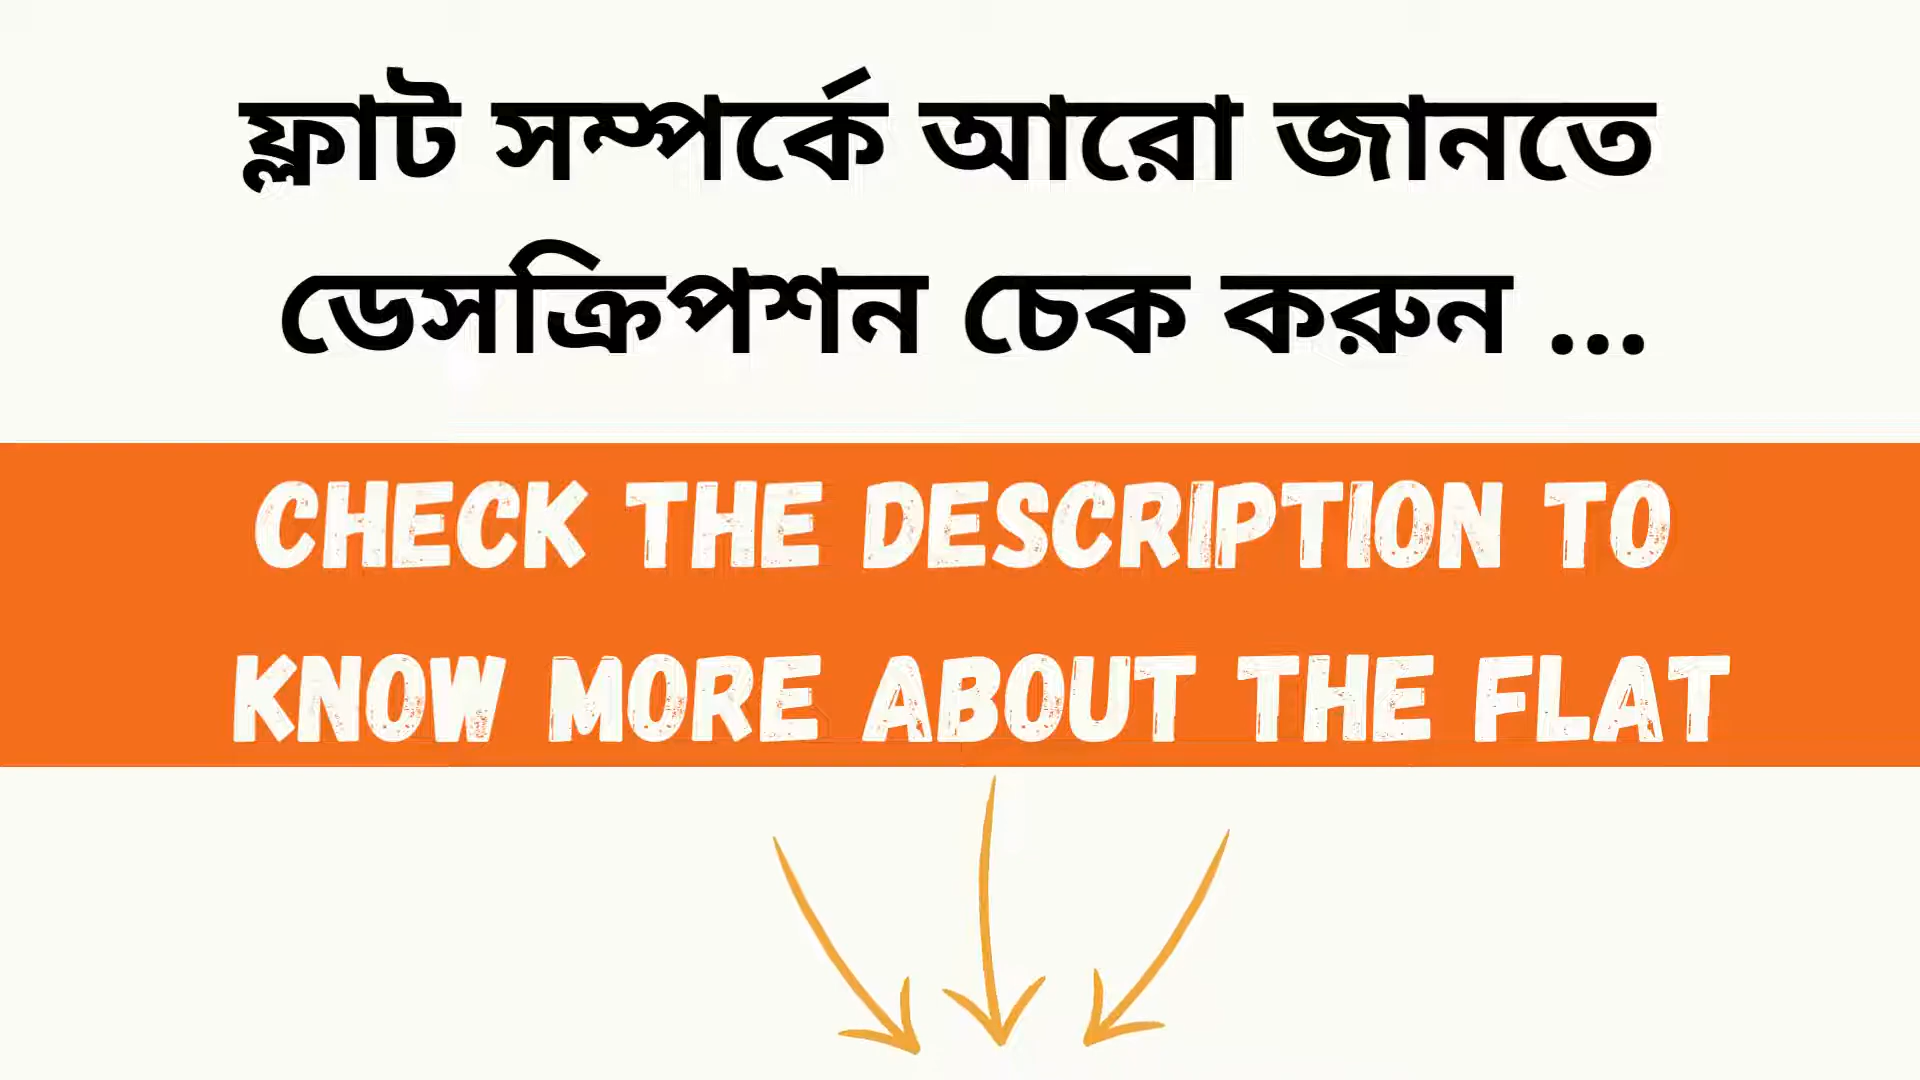 ফ্লাট সম্পর্কে আরো জানতে
ডেসক্রিপশন চেক করুন ...
CHECK THE DESCRIPTION TO
KNOW MORE ABOUT THE FLAT